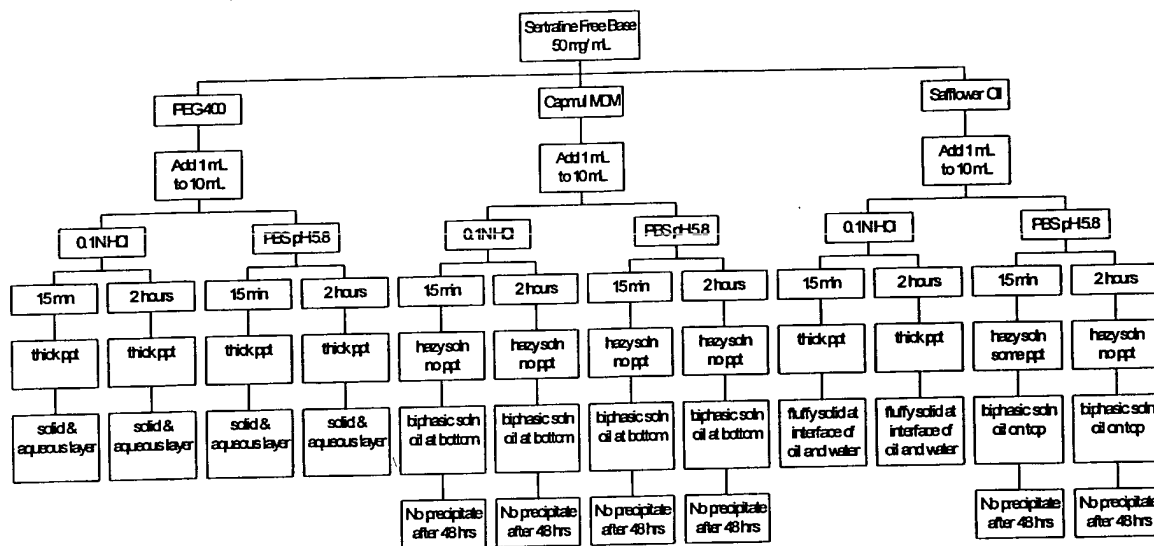 Sertraline Free Base
50 mg/mL
PEG 400
Capmul MCM
Safflower Oil
Add 1 mL
to 10 mL
Add 1 mL
to 10 mL
Add 1 mL
to 10 mL
0.1N HCl
PBS pH 5.8
0.1N HCl
PBS pH 5.8
0.1N HCl
PBS pH 5.8
15 min
2 hours
15 min
2 hours
15 min
2 hours
15 min
2 hours
15 min
2 hours
15 min
2 hours
thick ppt
thick ppt
thick ppt
thick ppt
hazy soln
no ppt
hazy soln
no ppt
hazy soln
no ppt
hazy soln
no ppt
thick ppt
thick ppt
hazy soln
some ppt
hazy soln
no ppt
solid &
aqueous layer
solid &
aqueous layer
solid &
aqueous layer
solid &
aqueous layer
biphasic soln
oil at bottom
biphasic soln
oil at bottom
biphasic soln
oil at bottom
biphasic soln
oil at bottom
fluffy solid at
interface of
oil and water
fluffy solid at
interface of
oil and water
biphasic soln
oil on top
biphasic soln
oil on top
No precipitate
after 48 hrs
No precipitate
after 48 hrs
No precipitate
after 48 hrs
No precipitate
after 48 hrs
No precipitate
after 48 hrs
No precipitate
after 48 hrs